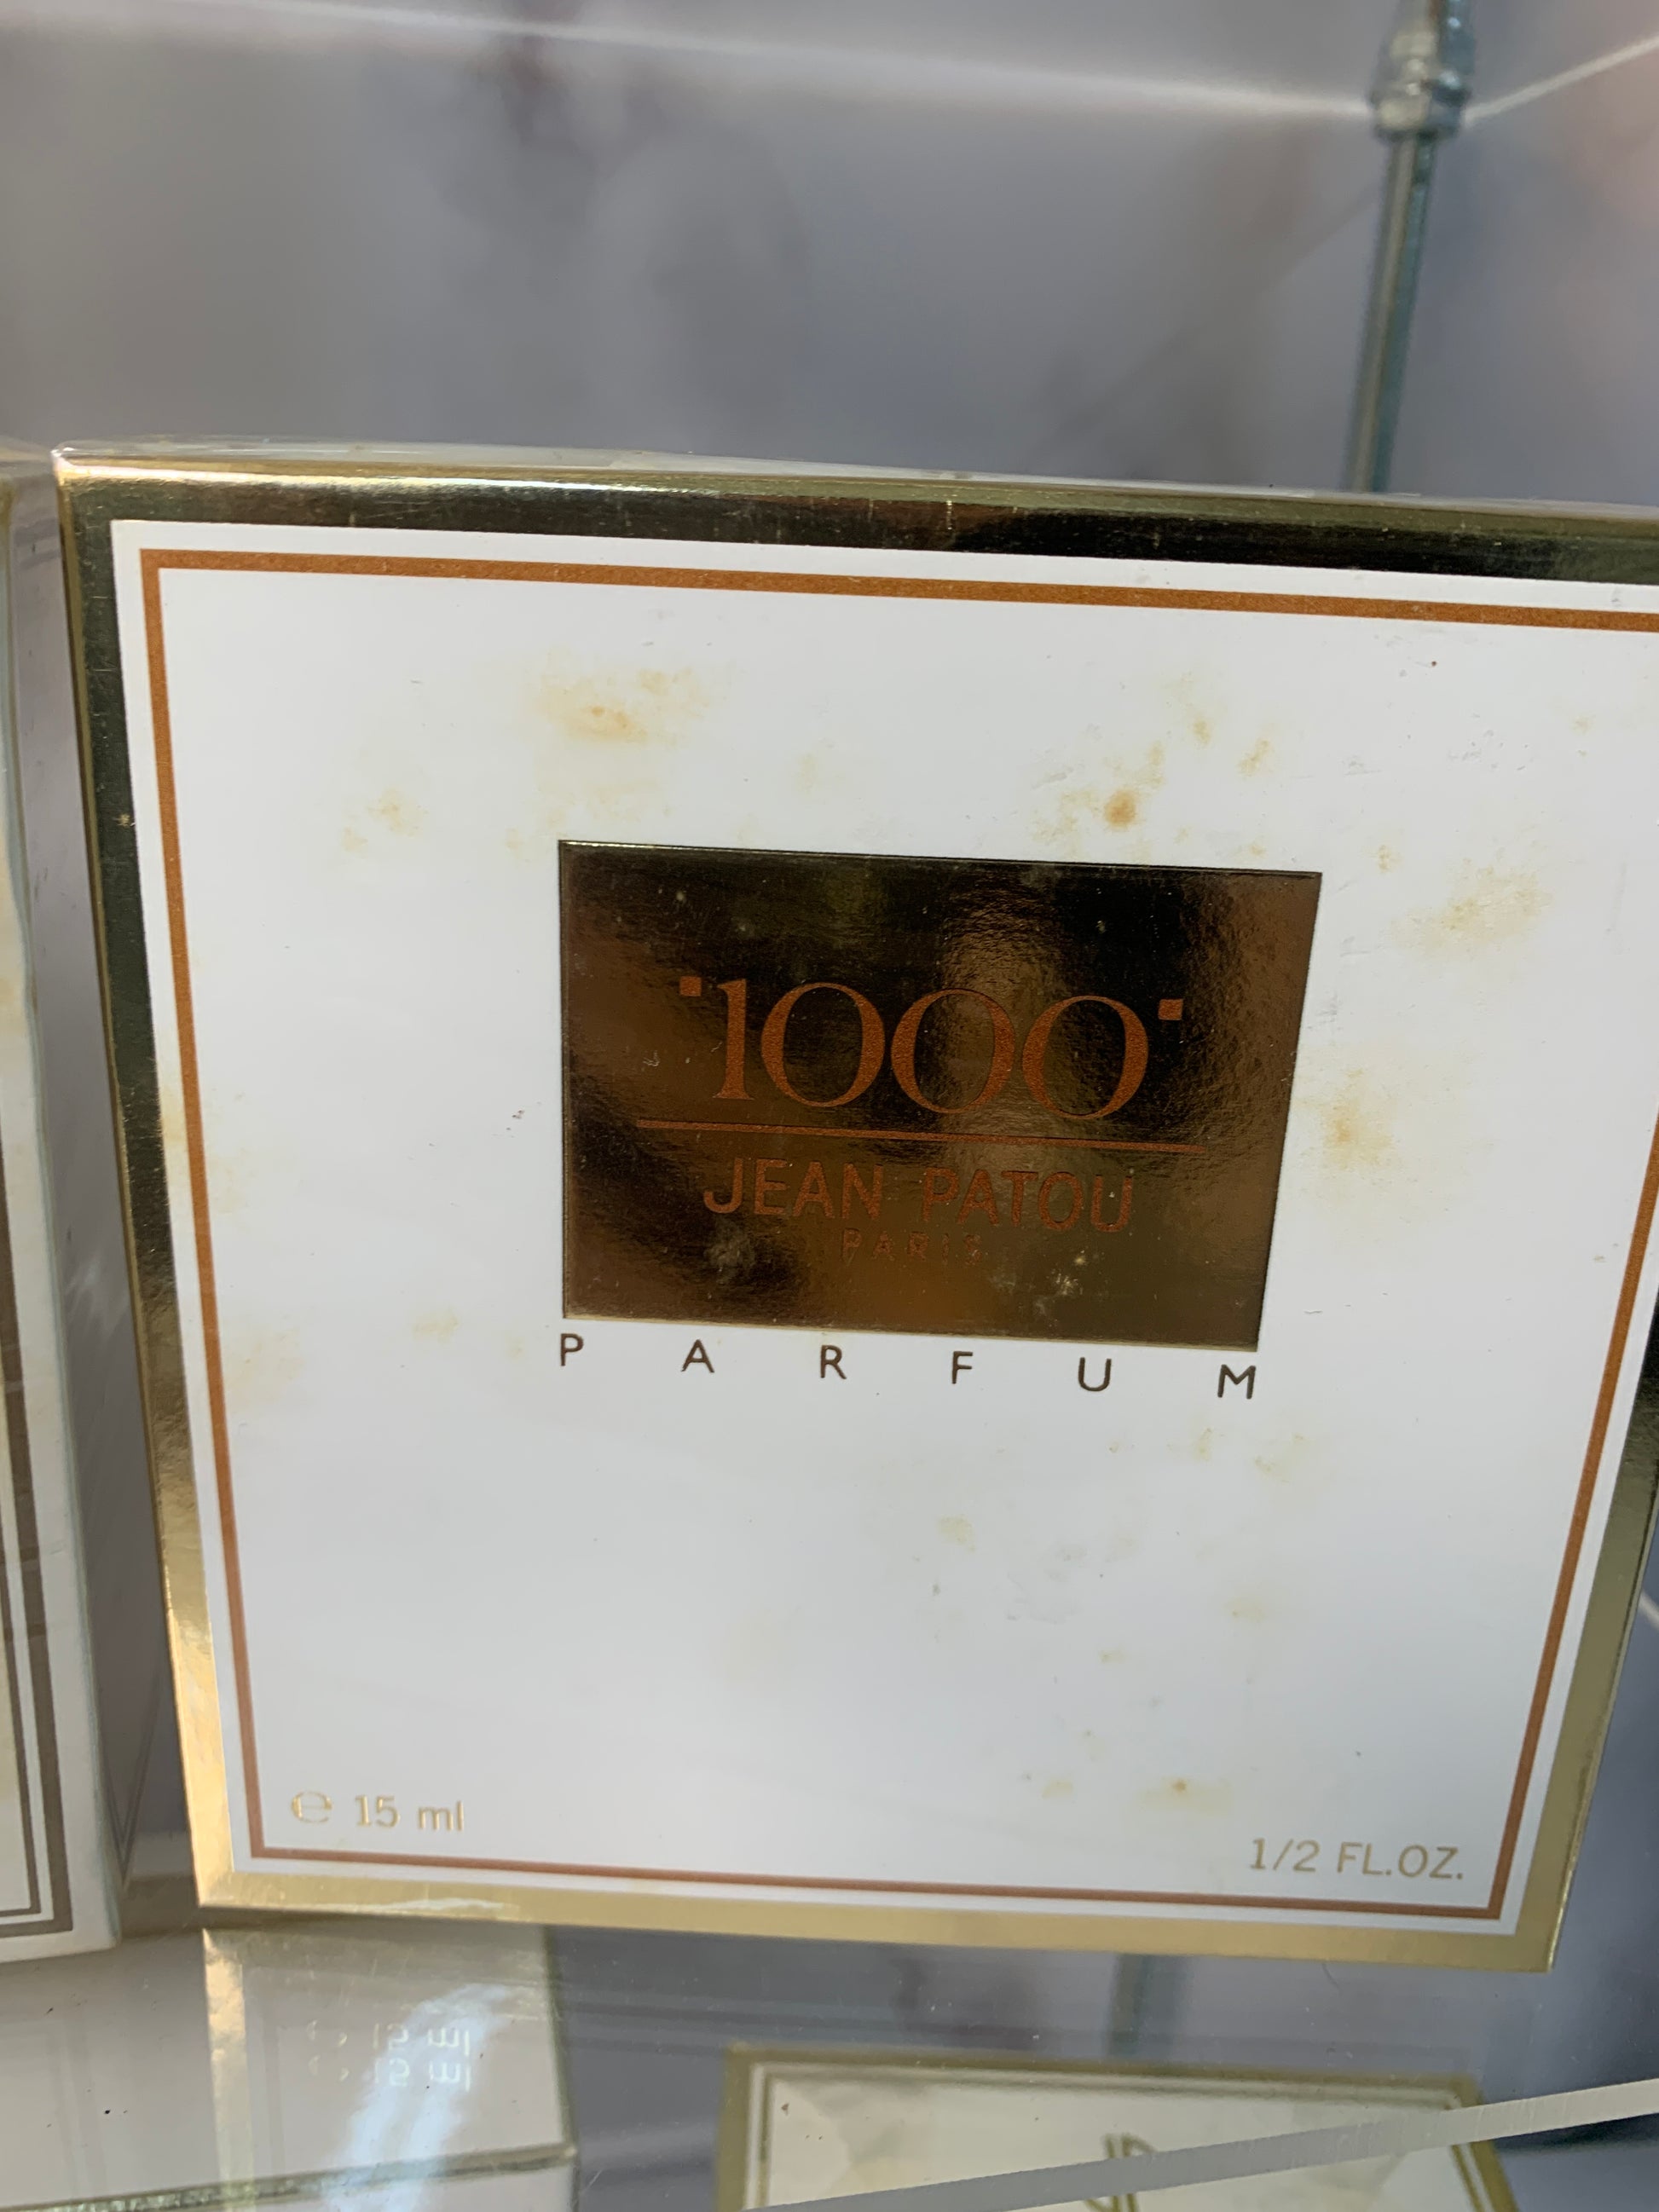 '1000'
JEAN PATOU
PARIS
PARFUM
℮ 15 ml
1/2 FL.OZ.